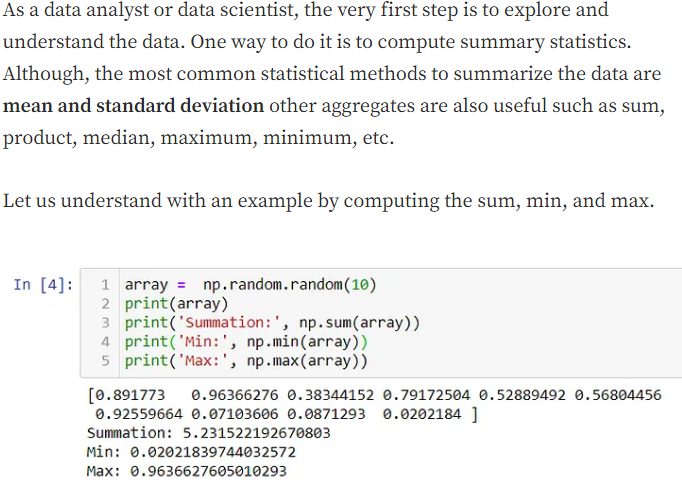 As a data analyst or data scientist, the very first step is to explore and
understand the data. One way to do it is to compute summary statistics.
Although, the most common statistical methods to summarize the data are
mean and standard deviation other aggregates are also useful such as sum,
product, median, maximum, minimum, etc.
Let us understand with an example by computing the sum, min, and max.
In [4]: 1 array =  np.random.random(10)
2 print(array)
3 print('Summation:', np.sum(array))
4 print('Min:', np.min(array))
5 print('Max:', np.max(array))
[0.891773   0.96366276 0.38344152 0.79172504 0.52889492 0.56804456
0.92559664 0.07103606 0.0871293  0.0202184 ]
Summation: 5.231522192670803
Min: 0.02021839744032572
Max: 0.9636627605010293